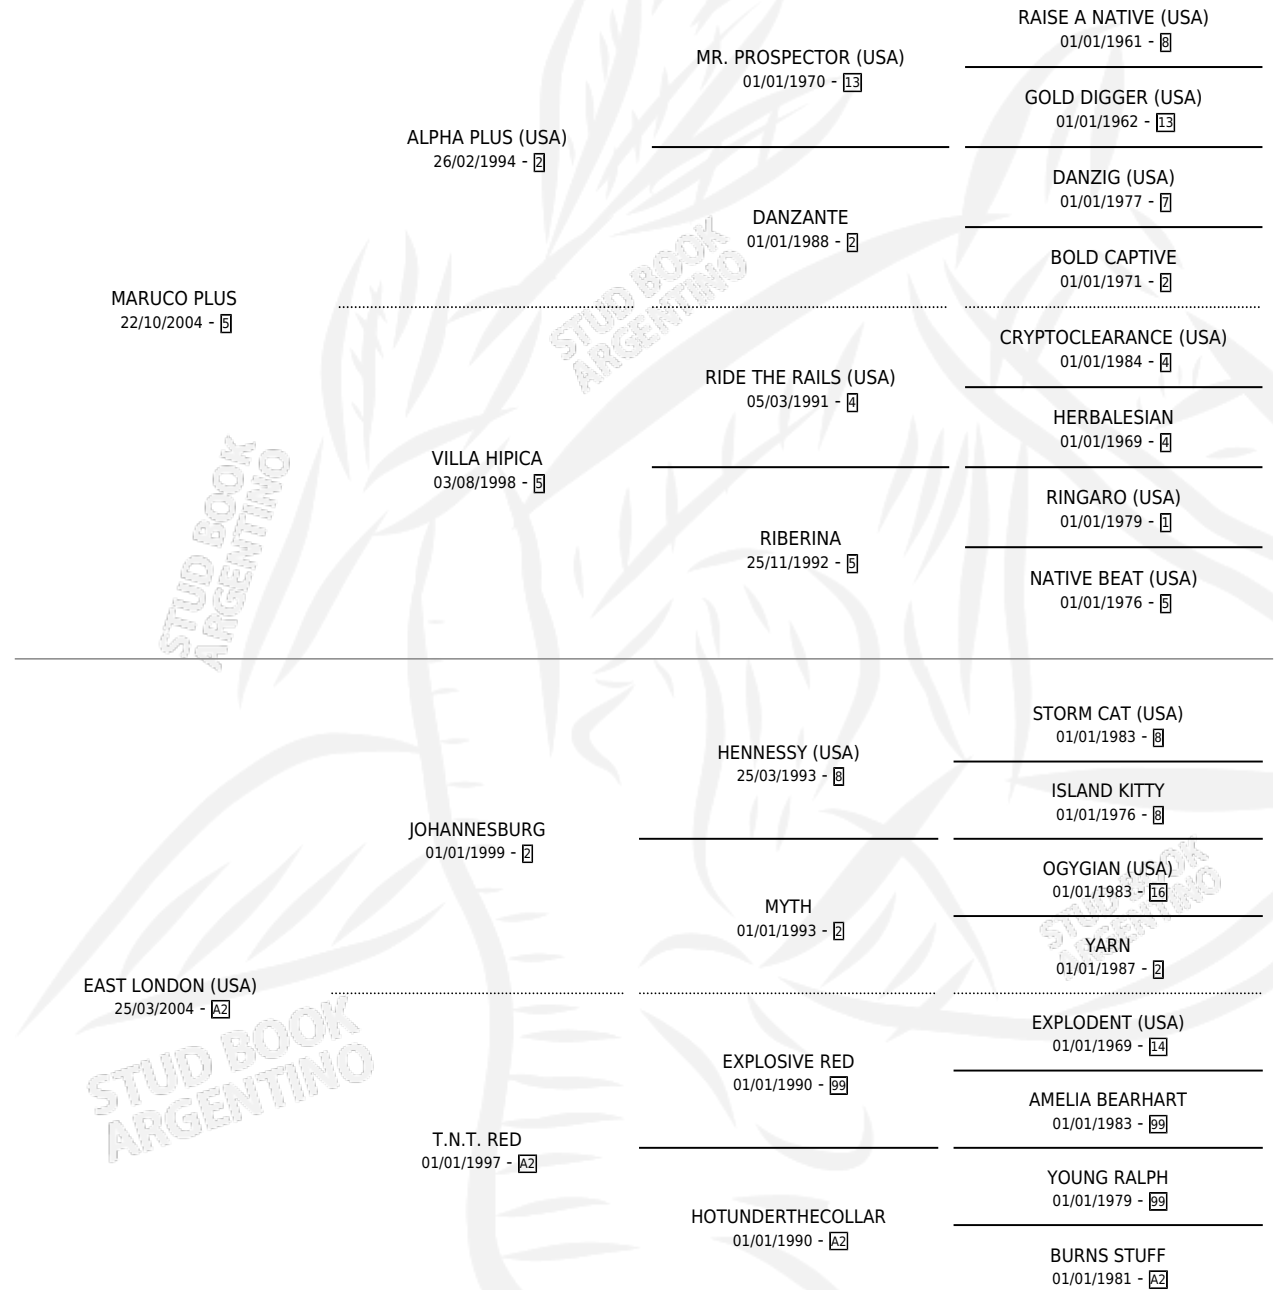 RAISE A NATIVE (USA)
01/01/1961 - 8
MR. PROSPECTOR (USA)
01/01/1970 - 13
GOLD DIGGER (USA)
01/01/1962 - 13
ALPHA PLUS (USA)
26/02/1994 - 2
DANZIG (USA)
01/01/1977 - 7
DANZANTE
01/01/1988 - 2
BOLD CAPTIVE
01/01/1971 - 2
MARUCO PLUS
22/10/2004 - 5
CRYPTOCLEARANCE (USA)
01/01/1984 - 4
RIDE THE RAILS (USA)
05/03/1991 - 4
HERBALESIAN
01/01/1969 - 4
VILLA HIPICA
03/08/1998 - 5
RINGARO (USA)
01/01/1979 - 1
RIBERINA
25/11/1992 - 5
NATIVE BEAT (USA)
01/01/1976 - 5
STORM CAT (USA)
01/01/1983 - 8
HENNESSY (USA)
25/03/1993 - 8
ISLAND KITTY
01/01/1976 - 8
JOHANNESBURG
01/01/1999 - 2
OGYGIAN (USA)
01/01/1983 - 16
MYTH
01/01/1993 - 2
YARN
01/01/1987 - 2
EAST LONDON (USA)
25/03/2004 - A2
EXPLODENT (USA)
01/01/1969 - 14
EXPLOSIVE RED
01/01/1990 - 99
AMELIA BEARHART
01/01/1983 - 99
T.N.T. RED
01/01/1997 - A2
YOUNG RALPH
01/01/1979 - 99
HOTUNDERTHECOLLAR
01/01/1990 - A2
BURNS STUFF
01/01/1981 - A2
STUD BOOK
ARGENTINO
STUD BOOK
ARGENTINO
STUD BOOK
ARGENTINO
STUD BOOK
ARGENTINO